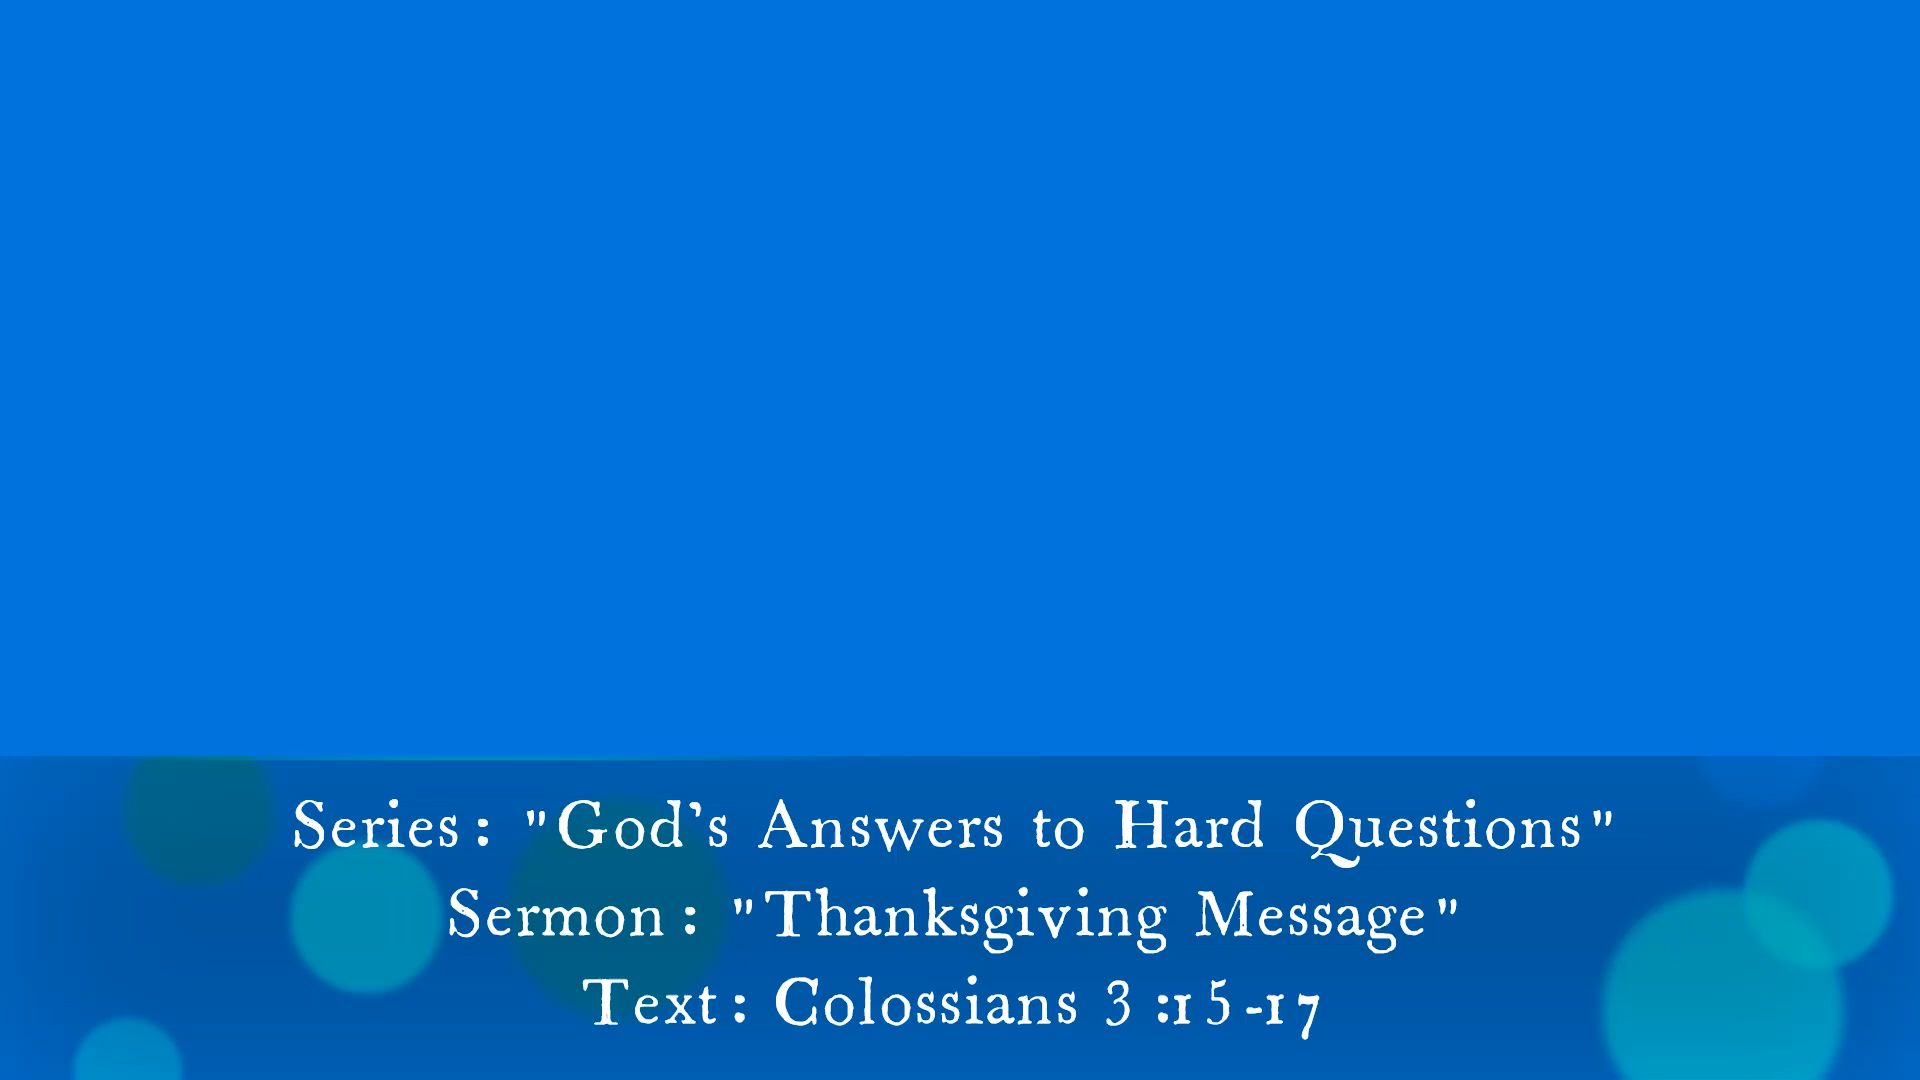 Series: "God's Answers to Hard Questions"
Sermon: "Thanksgiving Message"
Text: Colossians 3:15-17